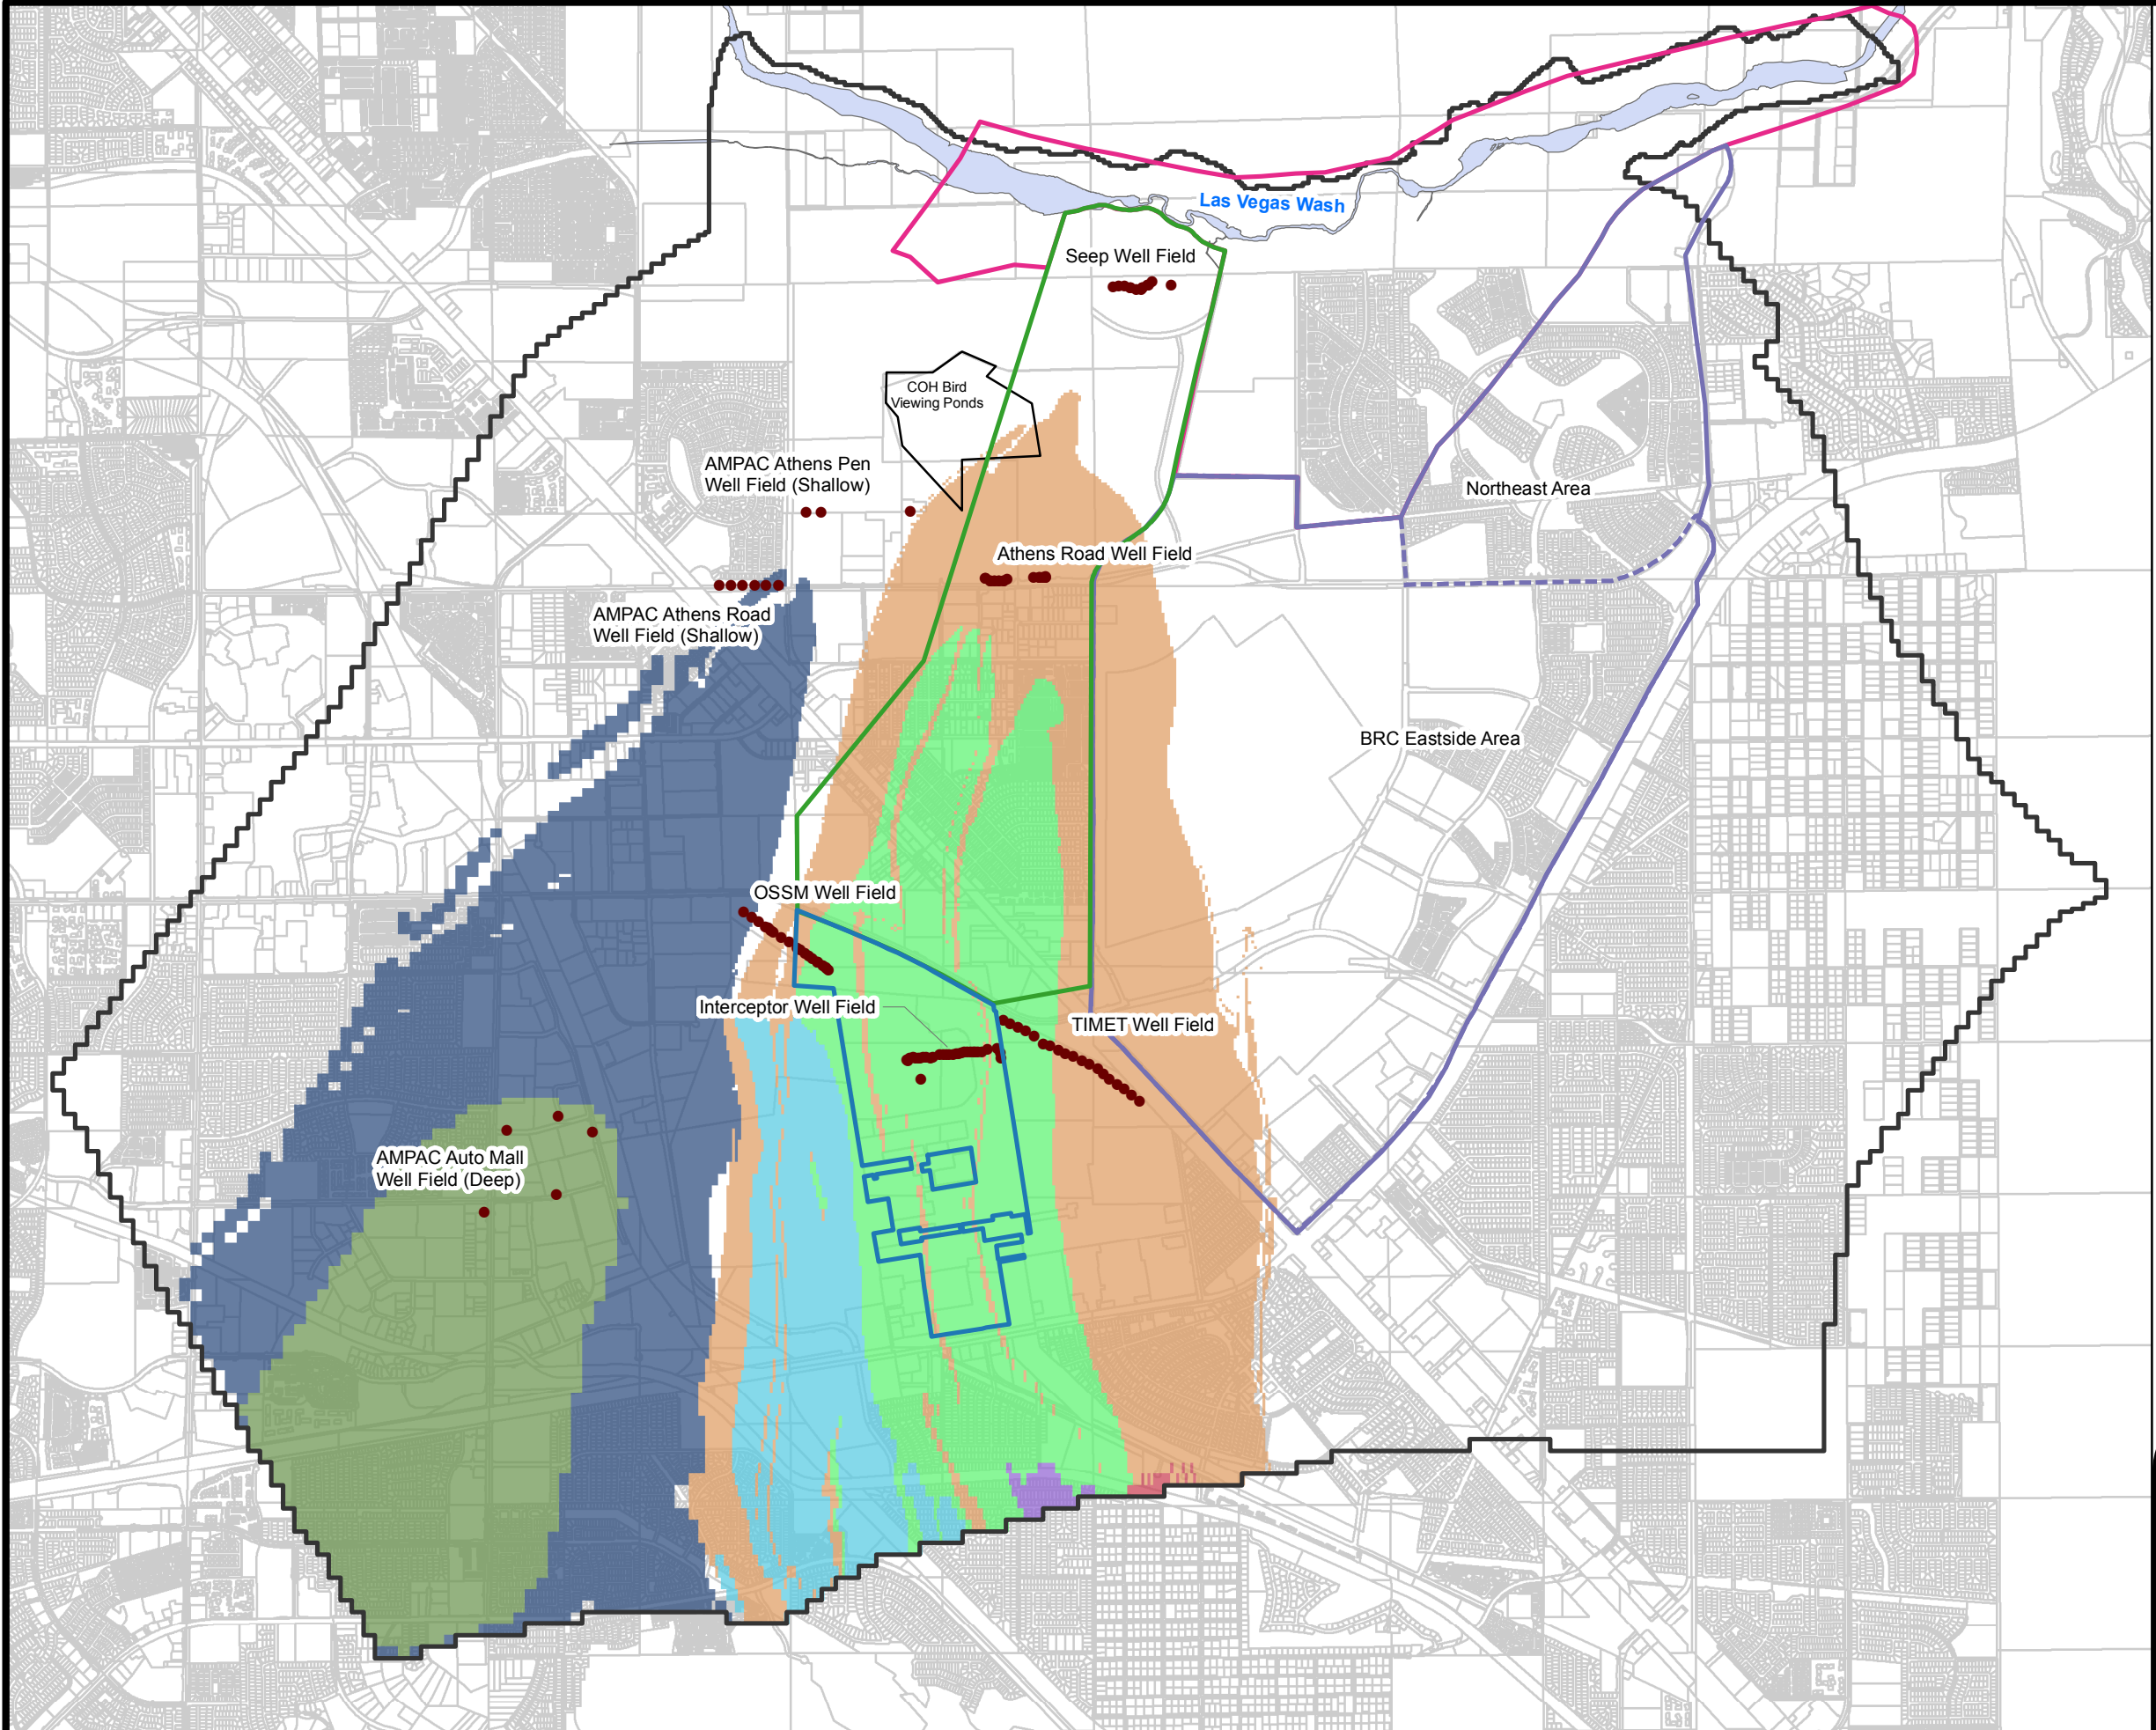 Las Vegas Wash
Seep Well Field
COH Bird
Viewing Ponds
AMPAC Athens Pen
Well Field (Shallow)
Northeast Area
Athens Road Well Field
AMPAC Athens Road
Well Field (Shallow)
BRC Eastside Area
OSSM Well Field
Interceptor Well Field
TIMET Well Field
AMPAC Auto Mall
Well Field (Deep)